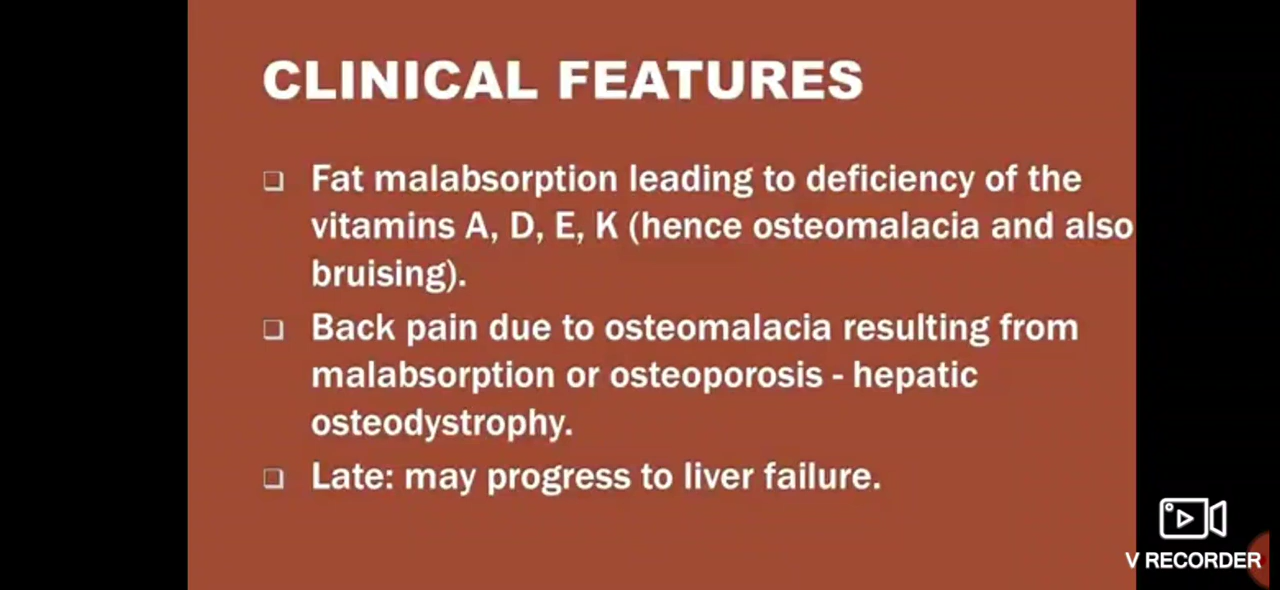 CLINICAL FEATURES
❑ Fat malabsorption leading to deficiency of the
vitamins A, D, E, K (hence osteomalacia and also
bruising).
❑ Back pain due to osteomalacia resulting from
malabsorption or osteoporosis - hepatic
osteodystrophy.
❑ Late: may progress to liver failure.
V RECORDER